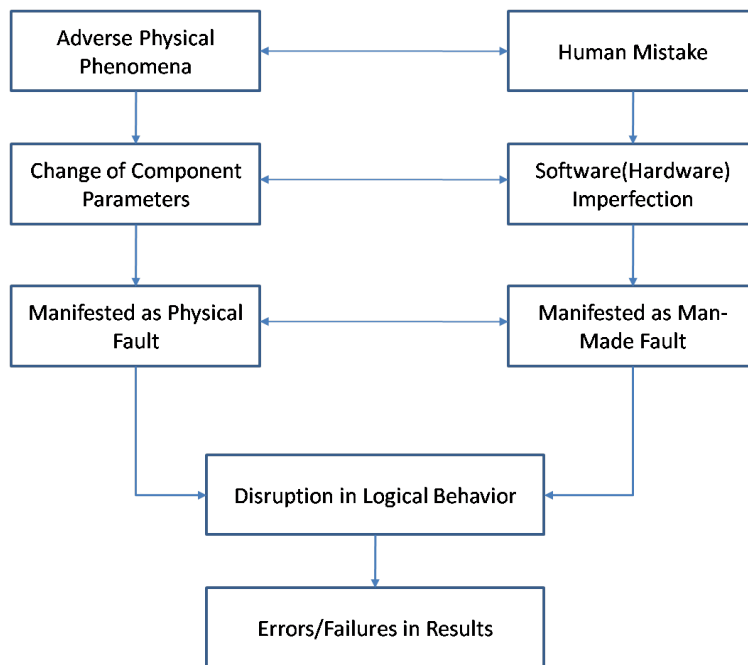 Adverse Physical
Phenomena
Human Mistake
Change of Component
Parameters
Software(Hardware)
Imperfection
Manifested as Physical
Fault
Manifested as Man-
Made Fault
Disruption in Logical Behavior
Errors/Failures in Results